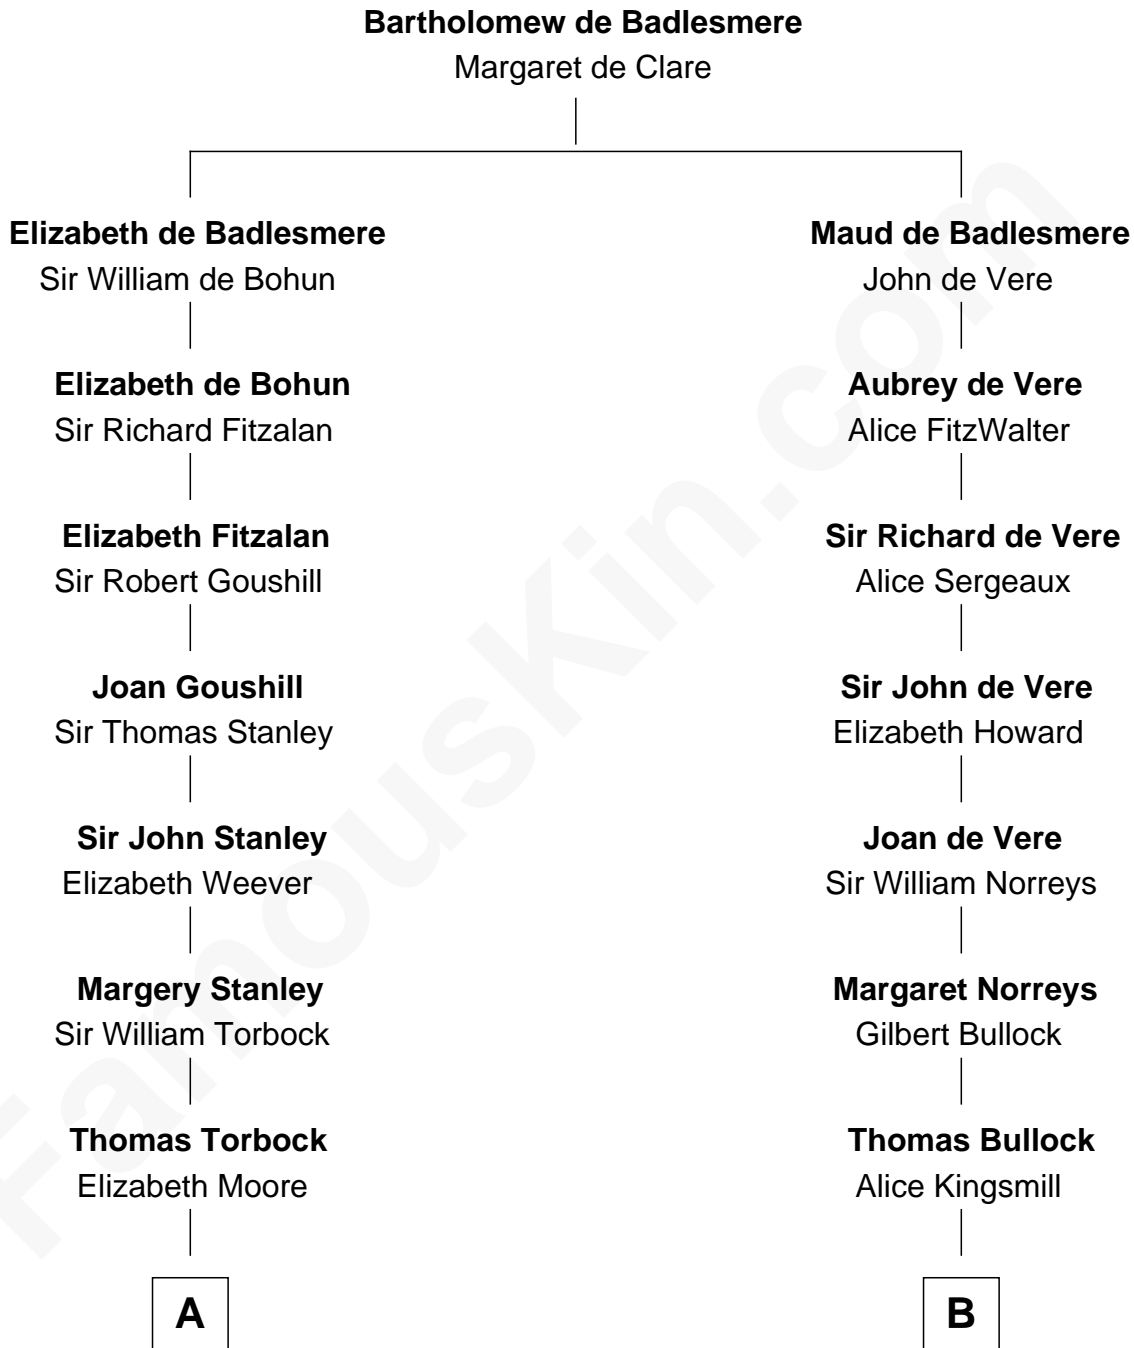 Bartholomew de Badlesmere
Margaret de Clare
Elizabeth de Badlesmere
Sir William de Bohun
Maud de Badlesmere
John de Vere
Elizabeth de Bohun
Sir Richard Fitzalan
Aubrey de Vere
Alice FitzWalter
Elizabeth Fitzalan
Sir Robert Goushill
Sir Richard de Vere
Alice Sergeaux
Joan Goushill
Sir Thomas Stanley
Sir John de Vere
Elizabeth Howard
Sir John Stanley
Elizabeth Weever
Joan de Vere
Sir William Norreys
Margery Stanley
Sir William Torbock
Margaret Norreys
Gilbert Bullock
Thomas Torbock
Elizabeth Moore
Thomas Bullock
Alice Kingsmill
A
B
FamousKin.com